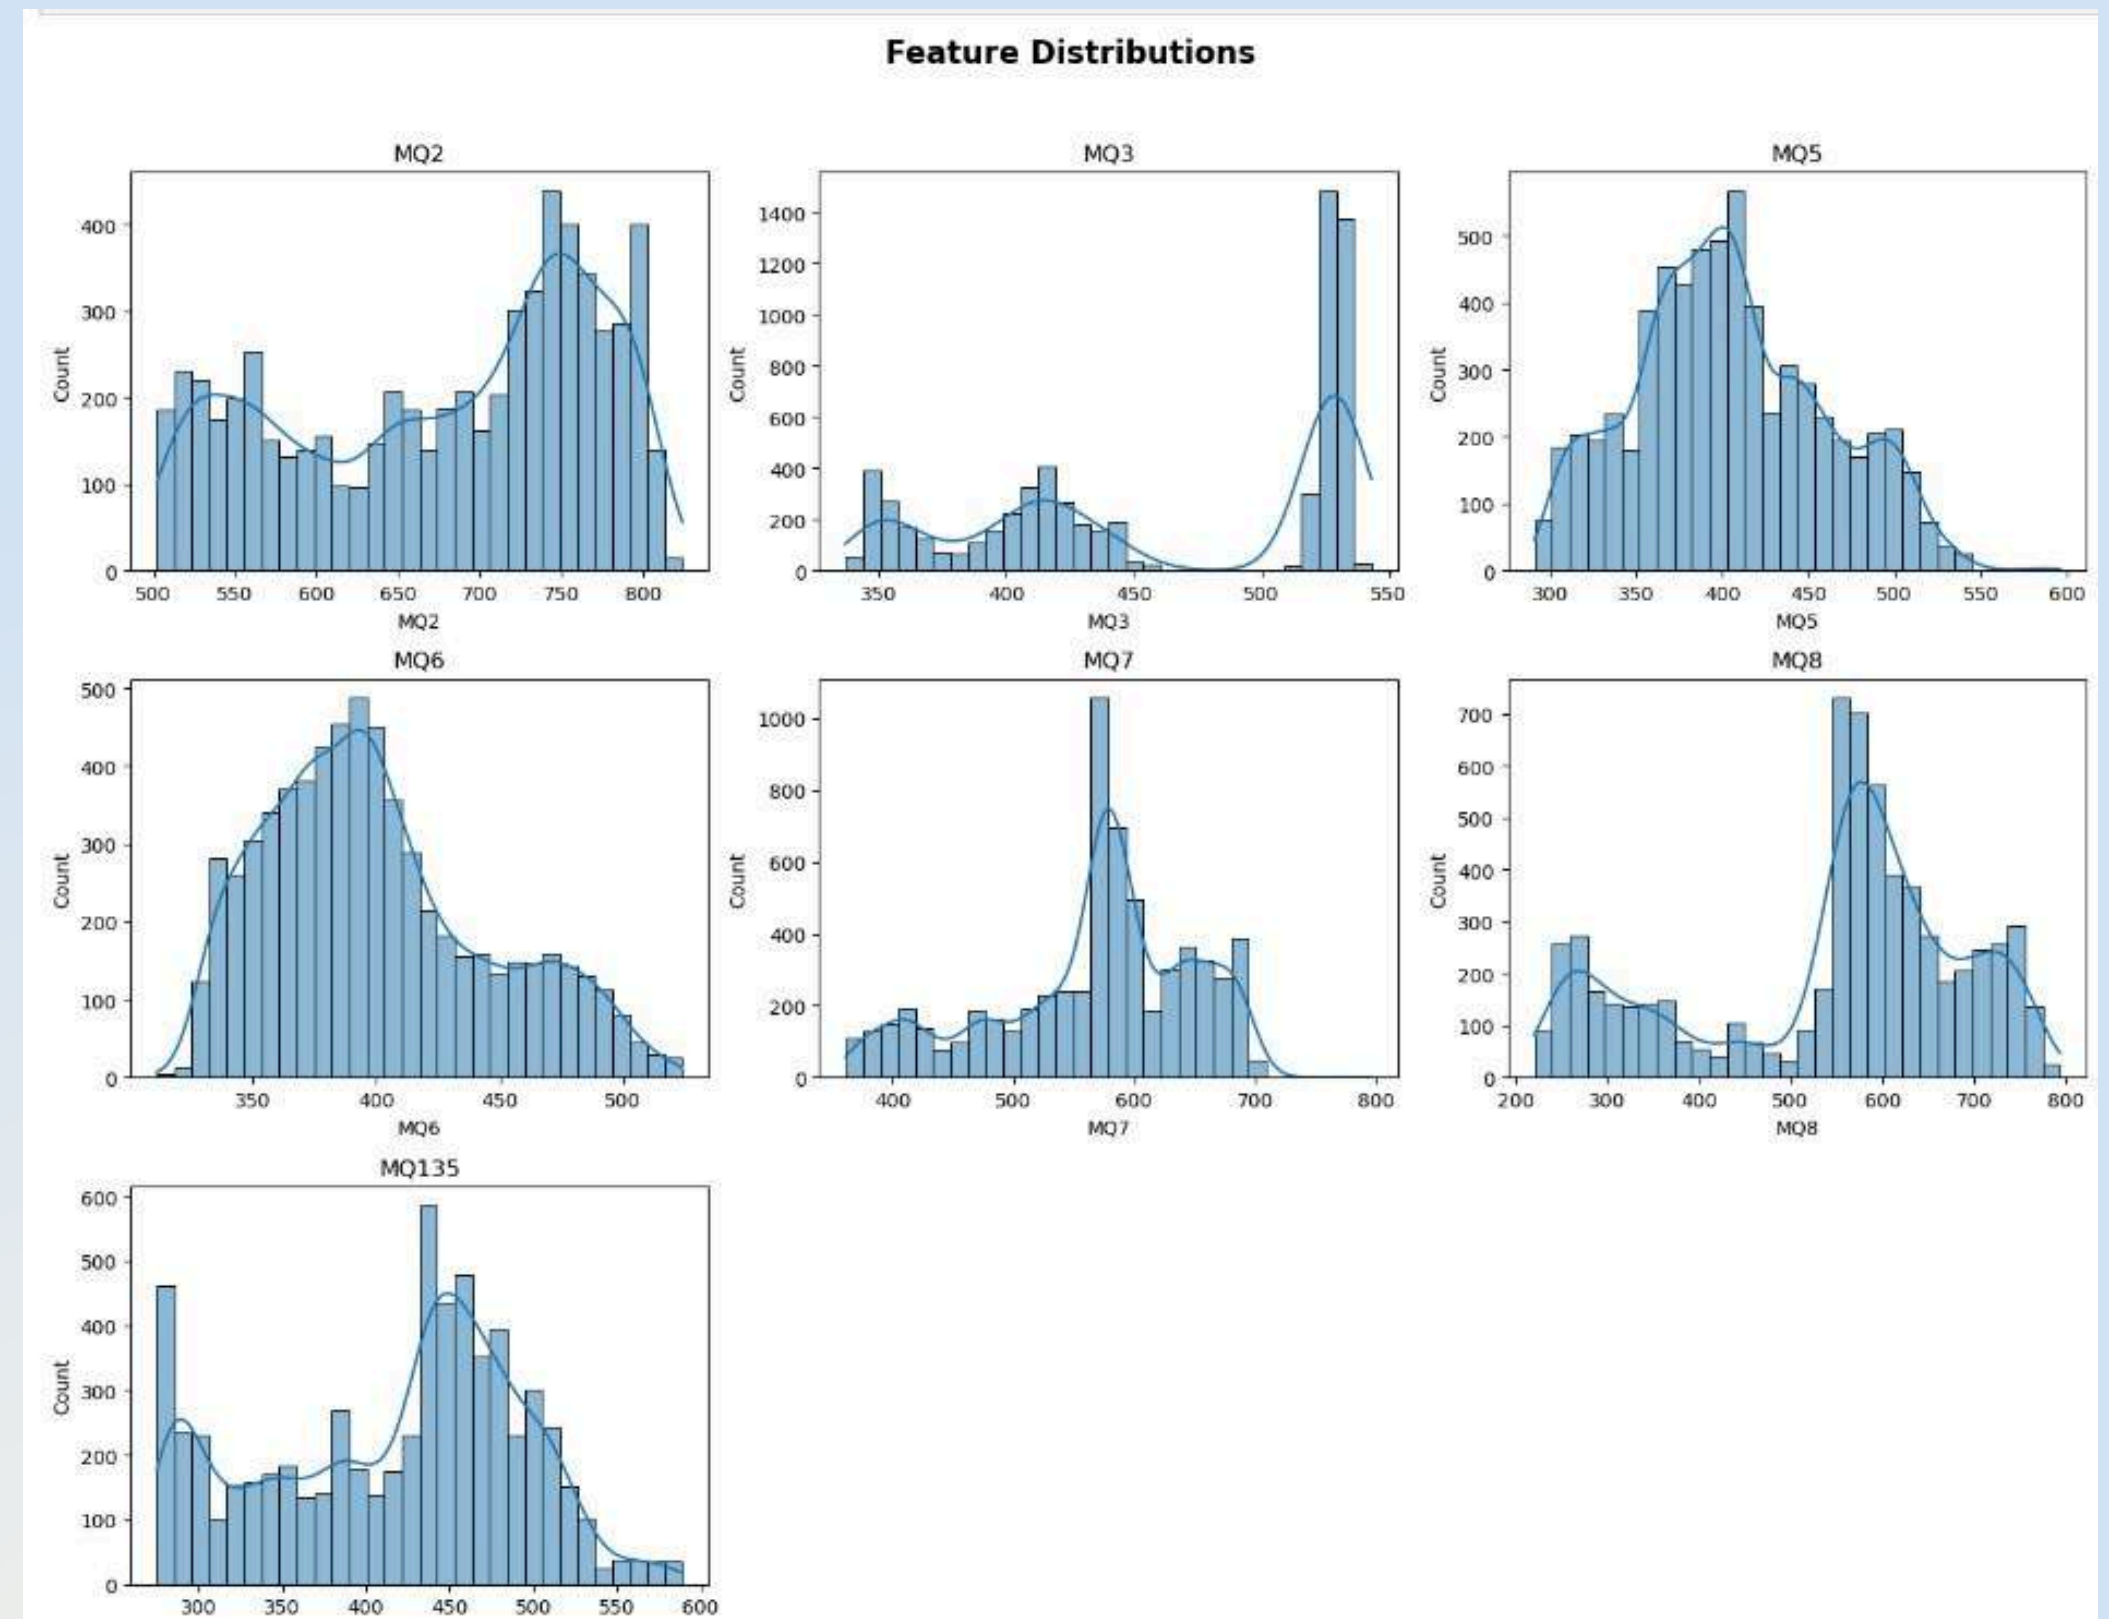 Feature Distributions
MQ2
MQ3
MQ5
400
300
200
100
0
Count
500 550 600 650 700 750 800
MQ2
1400
1200
1000
800
600
400
200
0
Count
350 400 450 500 550
MQ3
500
400
300
200
100
0
Count
300 350 400 450 500 550 600
MQ5
MQ6
MQ7
MQ8
500
400
300
200
100
0
Count
350 400 450 500
MQ6
1000
800
600
400
200
0
Count
400 500 600 700 800
MQ7
700
600
500
400
300
200
100
0
Count
200 300 400 500 600 700 800
MQ8
MQ135
600
500
400
300
200
100
0
Count
300 350 400 450 500 550 600